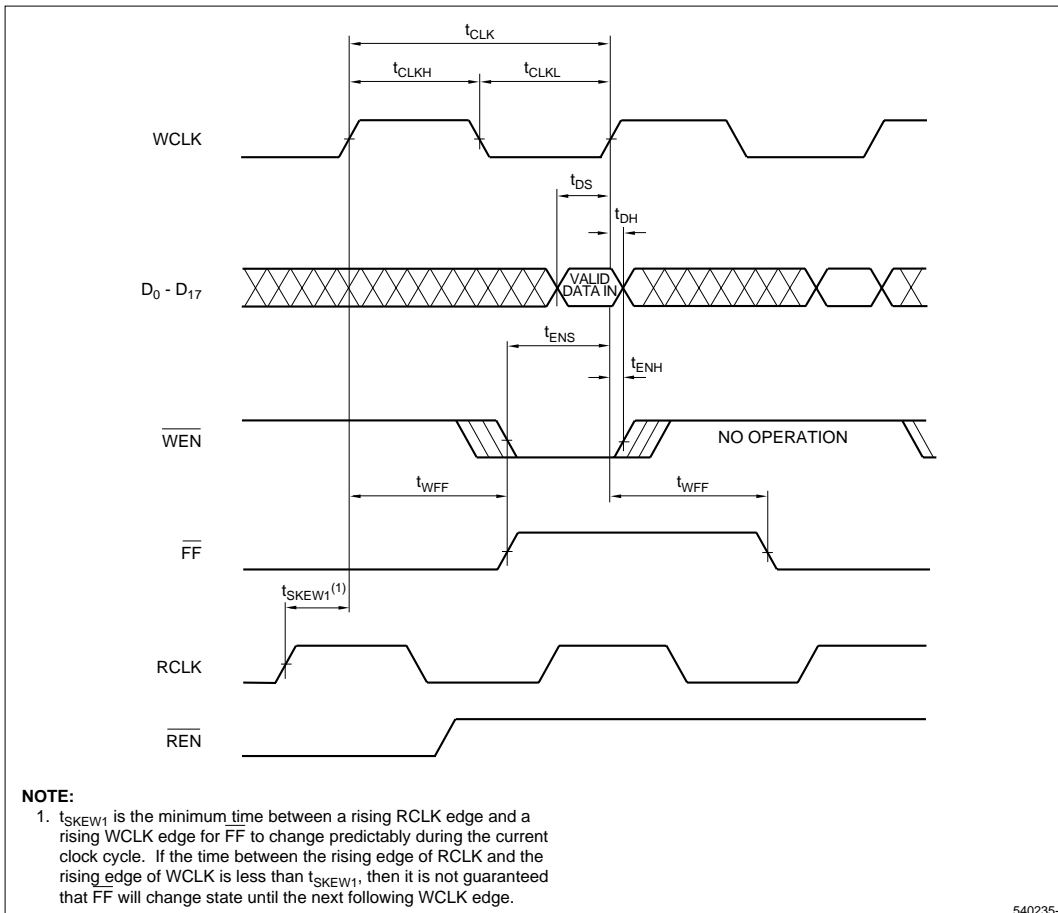 tCLK
tCLKH
tCLKL
WCLK
tDS
tDH
D0 - D17
VALID
DATA IN
tENS
tENH
WEN
NO OPERATION
tWFF
tWFF
FF
tSKEW1(1)
RCLK
REN
NOTE:
1. tSKEW1 is the minimum time between a rising RCLK edge and a
rising WCLK edge for FF to change predictably during the current
clock cycle. If the time between the rising edge of RCLK and the
rising edge of WCLK is less than tSKEW1, then it is not guaranteed
that FF will change state until the next following WCLK edge.
540235-